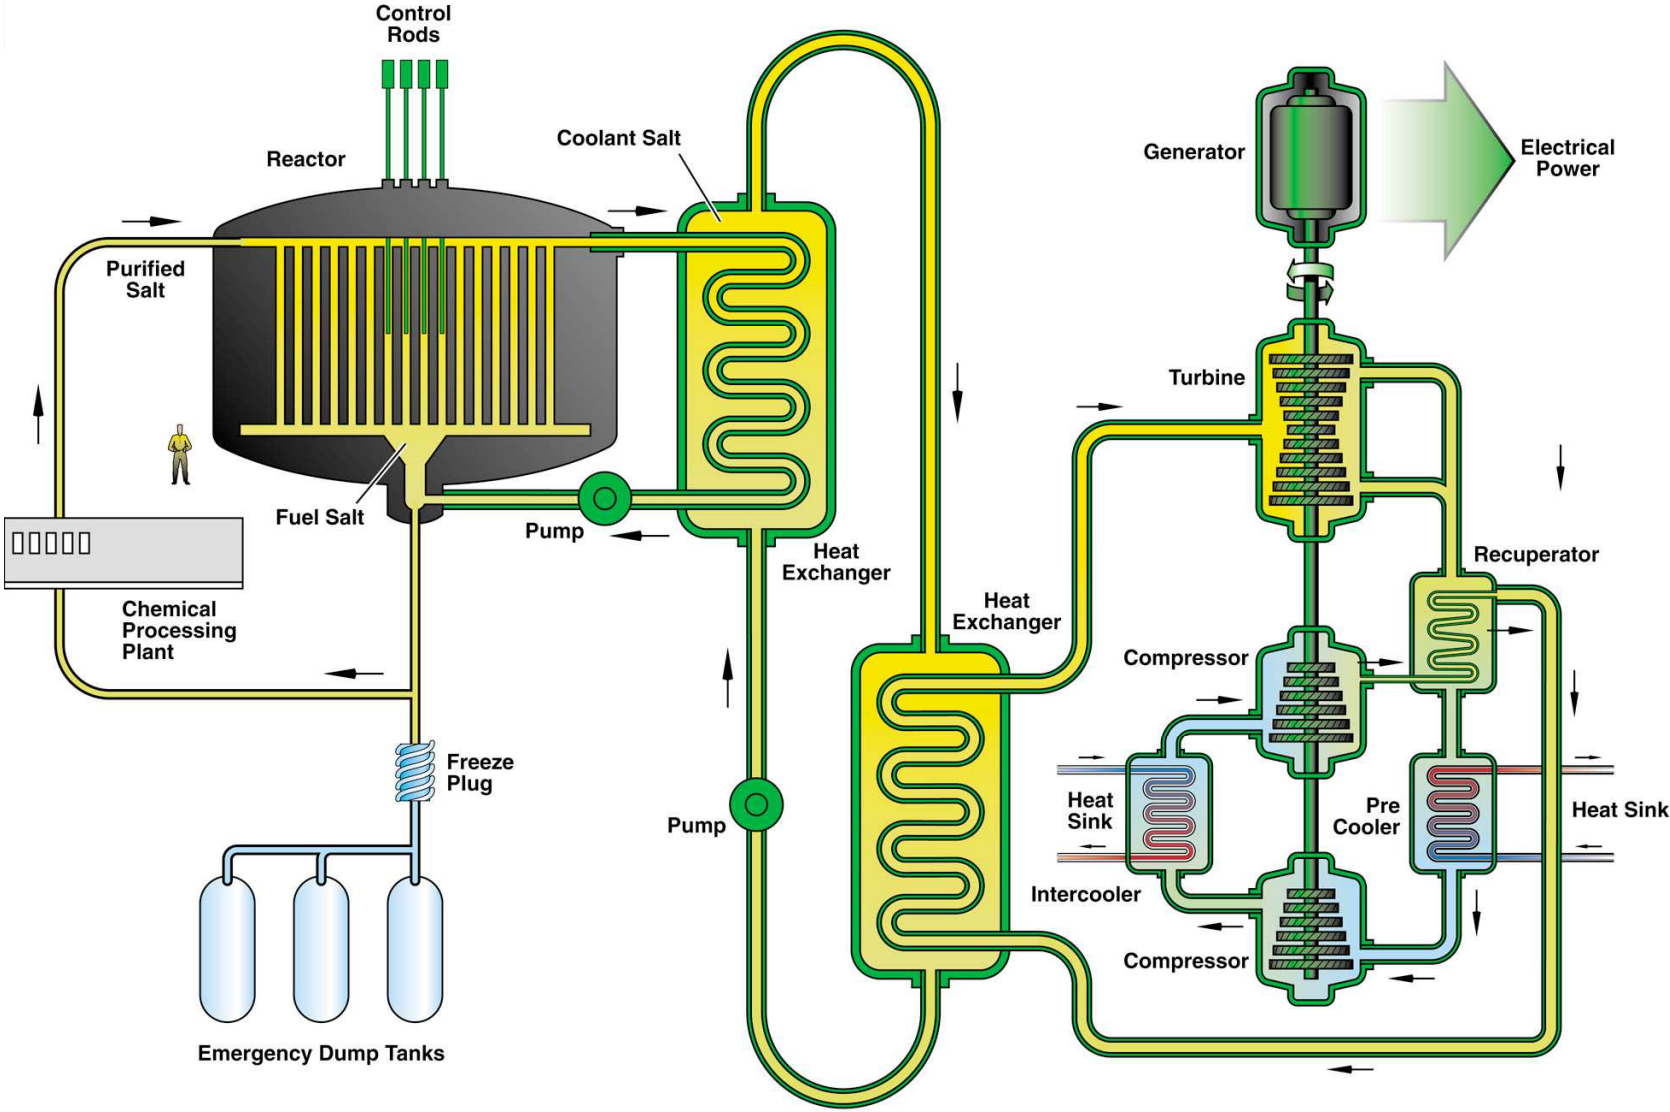 Control
Rods
Reactor
Coolant Salt
Generator
Electrical
Power
Purified
Salt
Turbine
Fuel Salt
Pump
Heat
Exchanger
Recuperator
Chemical
Processing
Plant
Heat
Exchanger
Compressor
Freeze
Plug
Pump
Heat
Sink
Pre
Cooler
Heat Sink
Intercooler
Compressor
Emergency Dump Tanks